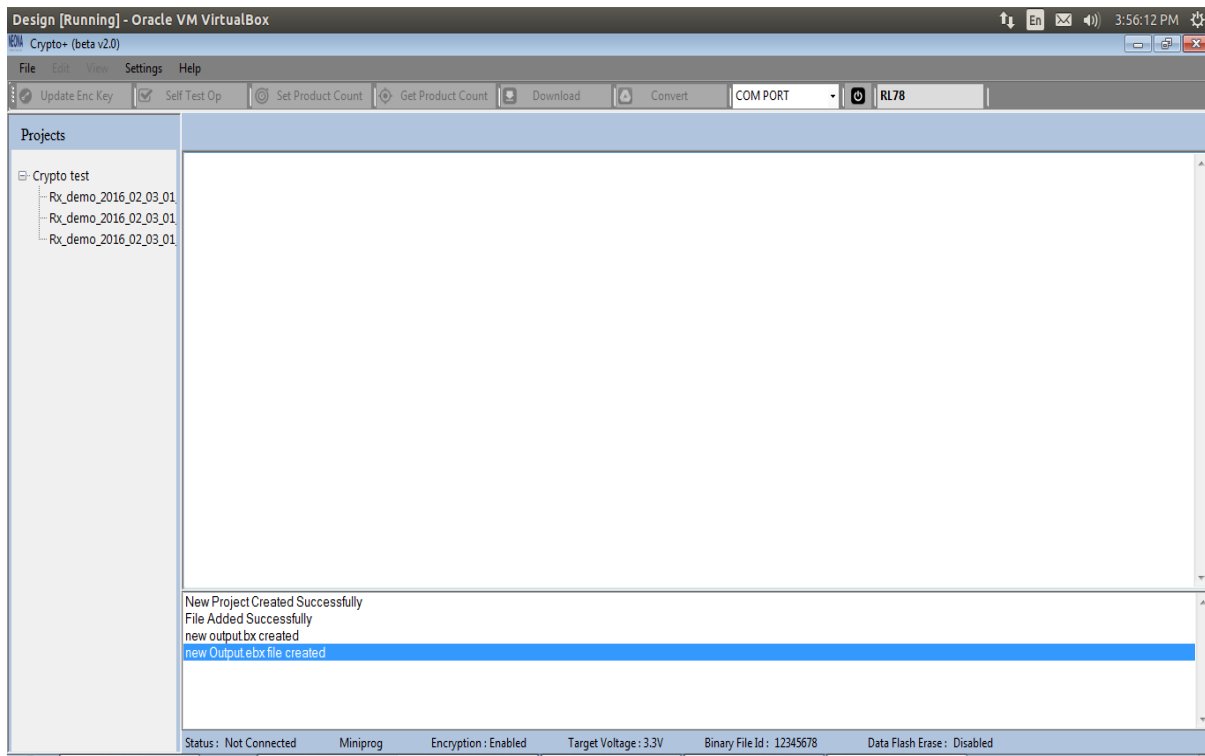 Design [Running] - Oracle VM VirtualBox En 3:56:12 PM
Crypto+ (beta v2.0)
File Edit View Settings Help
Update Enc Key Self Test Op Set Product Count Get Product Count Download Convert COM PORT RL78
Projects
Crypto test
Rx_demo_2016_02_03_01_
Rx_demo_2016_02_03_01_
Rx_demo_2016_02_03_01_
New Project Created Successfully
File Added Successfully
new output.bx created
new Output.ebx file created
Status : Not Connected Miniprog Encryption : Enabled Target Voltage : 3.3V Binary File Id : 12345678 Data Flash Erase : Disabled